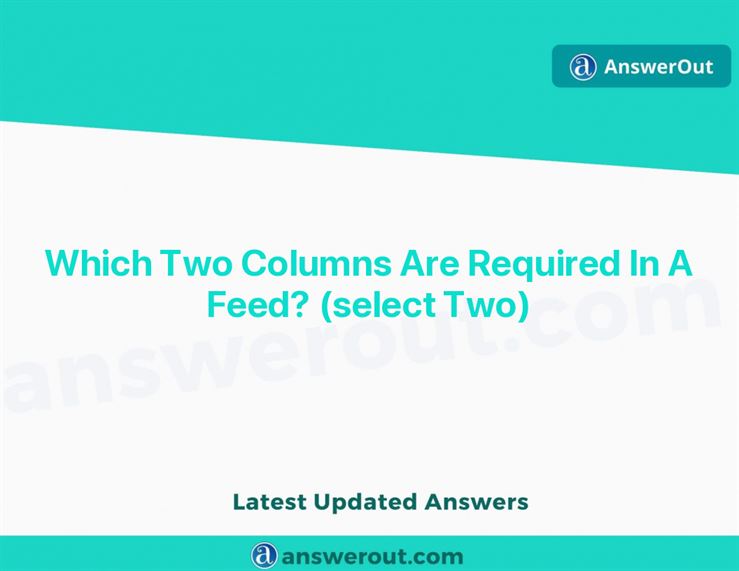 AnswerOut
Which Two Columns Are Required In A
Feed? (select Two)
answerout.com
Latest Updated Answers
answerout.com